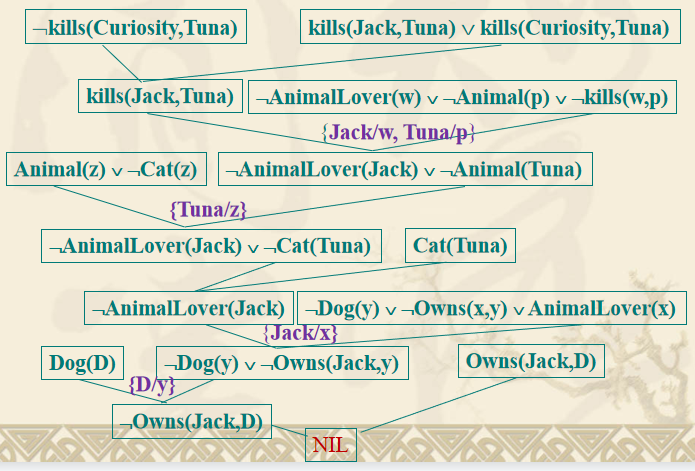 ¬kills(Curiosity,Tuna) kills(Jack,Tuna) ∨ kills(Curiosity,Tuna)
kills(Jack,Tuna) ¬AnimalLover(w) ∨ ¬Animal(p) ∨ ¬kills(w,p)
{Jack/w, Tuna/p}
Animal(z) ∨ ¬Cat(z) ¬AnimalLover(Jack) ∨ ¬Animal(Tuna)
{Tuna/z}
¬AnimalLover(Jack) ∨ ¬Cat(Tuna) Cat(Tuna)
¬AnimalLover(Jack) ¬Dog(y) ∨ ¬Owns(x,y) ∨ AnimalLover(x)
{Jack/x}
Dog(D) ¬Dog(y) ∨ ¬Owns(Jack,y) Owns(Jack,D)
{D/y}
¬Owns(Jack,D)
NIL